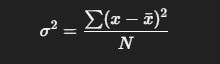 σ² = ∑(x − x̄)² / N